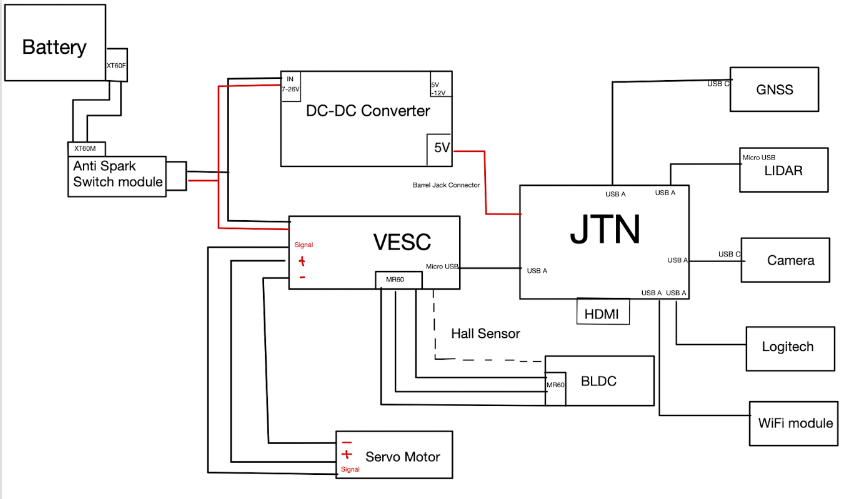 Battery
XT60F
XT60M
Anti Spark
Switch module
IN
7-26V
5V
-12V
DC-DC Converter
5V
Barrel Jack Connector
VESC
Signal
+
-
Micro USB
MR60
JTN
USB A
USB A
USB A
USB A
USB A
USB A
HDMI
USB C
GNSS
Micro USB
LIDAR
USB C
Camera
Logitech
WiFi module
Hall Sensor
MR60
BLDC
-
+
Signal
Servo Motor